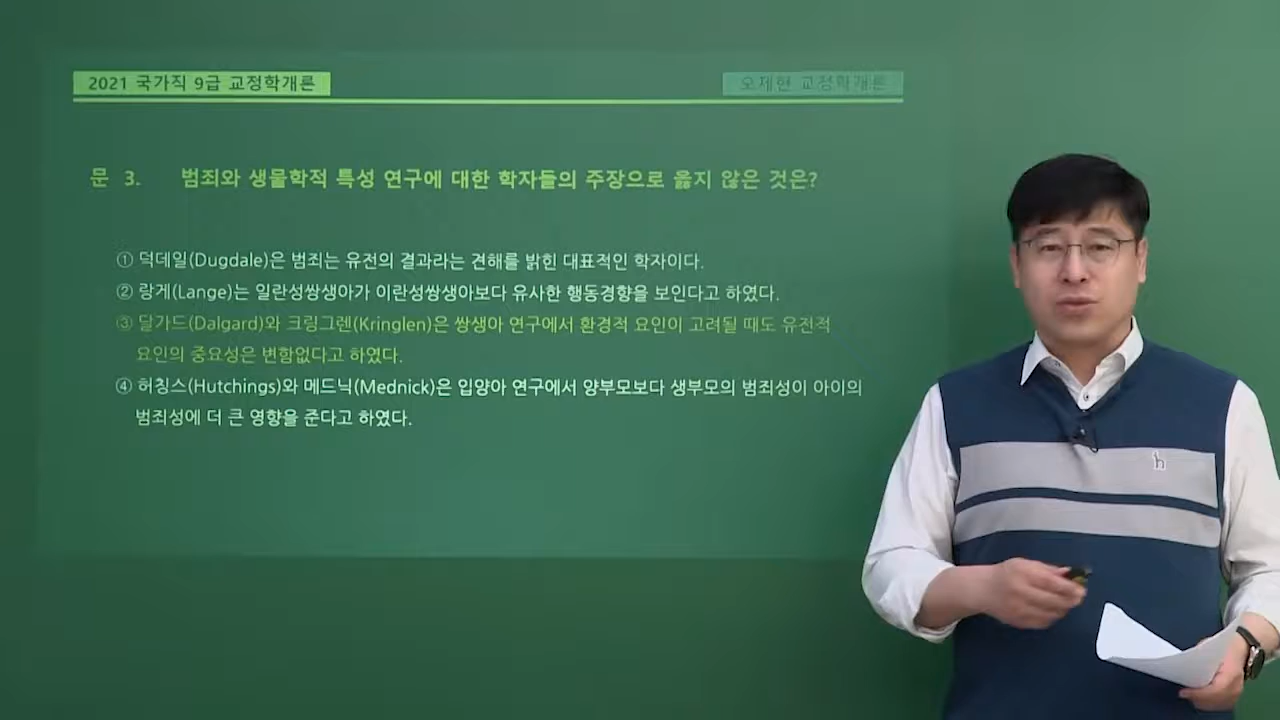 2021 국가직 9급 교정학개론
오제현 교정학개론
문 3. 범죄와 생물학적 특성 연구에 대한 학자들의 주장으로 옳지 않은 것은?
① 덕데일(Dugdale)은 범죄는 유전의 결과라는 견해를 밝힌 대표적인 학자이다.
② 랑게(Lange)는 일란성쌍생아가 이란성쌍생아보다 유사한 행동경향을 보인다고 하였다.
③ 달가드(Dalgard)와 크링그렌(Kringlen)은 쌍생아 연구에서 환경적 요인이 고려될 때도 유전적
요인의 중요성은 변함없다고 하였다.
④ 허칭스(Hutchings)와 메드닉(Mednick)은 입양아 연구에서 양부모보다 생부모의 범죄성이 아이의
범죄성에 더 큰 영향을 준다고 하였다.